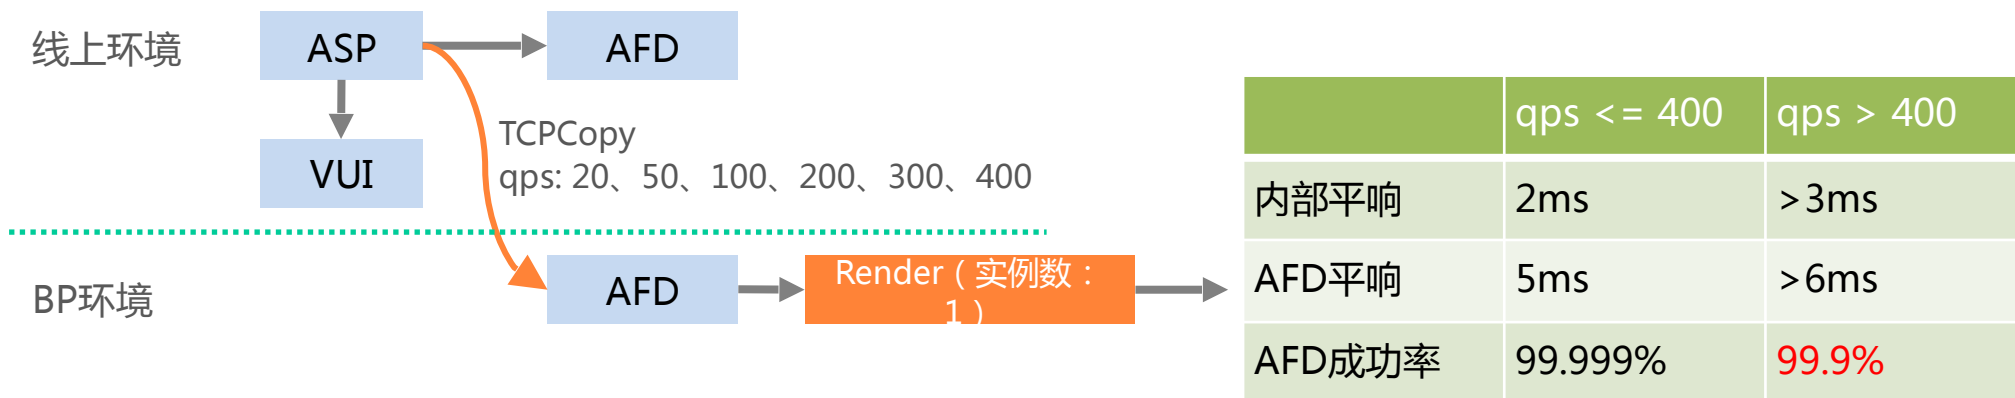 线上环境
ASP
AFD
VUI
TCPCopy
qps: 20、50、100、200、300、400
BP环境
AFD
Render（实例数：
1）
qps <= 400
qps > 400
内部平响
2ms
>3ms
AFD平响
5ms
>6ms
AFD成功率
99.999%
99.9%